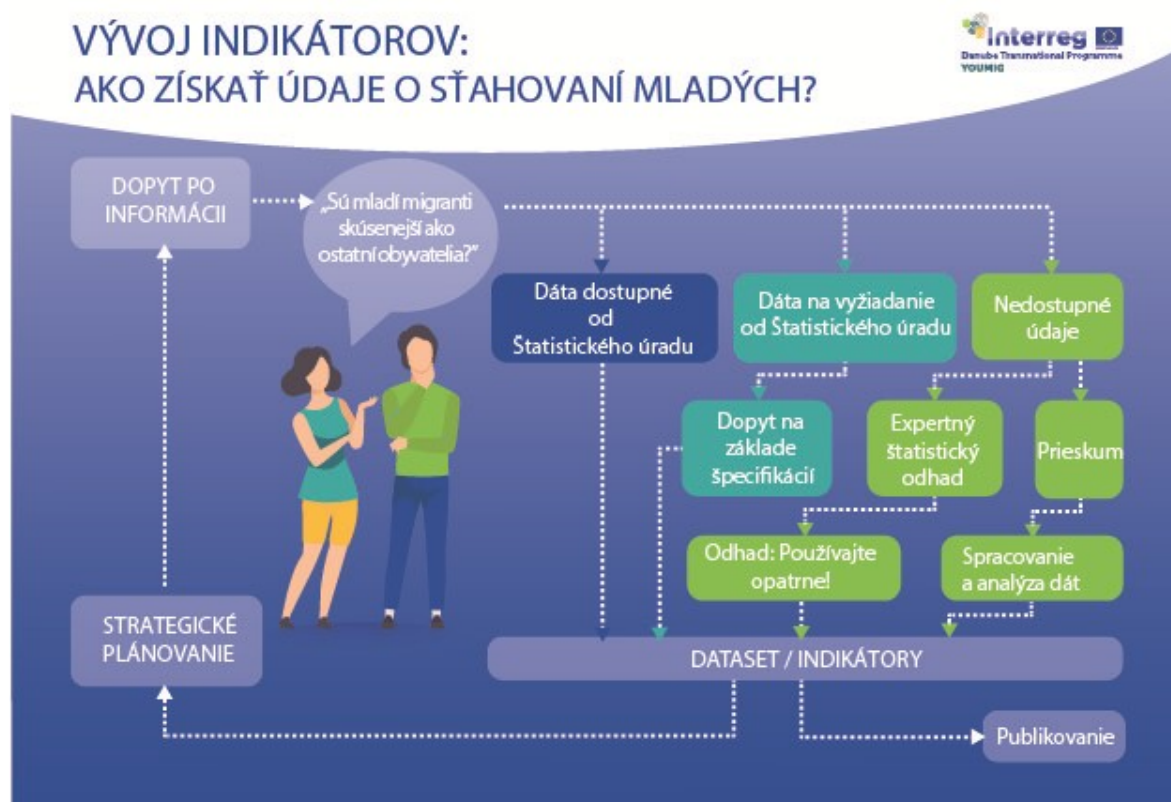 VÝVOJ INDIKÁTOROV:
AKO ZÍSKAŤ ÚDAJE O SŤAHOVANÍ MLADÝCH?
Interreg
Danube Transnational Programme
YOUMIG
DOPYT PO
INFORMÁCII
„Sú mladí migranti
skúsenejší ako
ostatní obyvatelia?”
Dáta dostupné
od
Štatistického úradu
Dáta na vyžiadanie
od Štatistického úradu
Nedostupné
údaje
Dopyt na
základe
špecifikácií
Expertný
štatistický
odhad
Prieskum
Odhad: Používajte
opatrne!
Spracovanie
a analýza dát
STRATEGICKÉ
PLÁNOVANIE
DATASET / INDIKÁTORY
Publikovanie